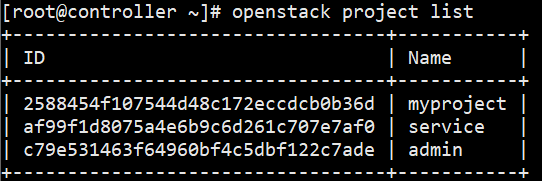 [root@controller ~]# openstack project list
+----------------------------------+-----------+
| ID                               | Name      |
+----------------------------------+-----------+
| 2588454f107544d48c172eccdcb0b36d | myproject |
| af99f1d8075a4e6b9c6d261c707e7af0 | service   |
| c79e531463f64960bf4c5dbf122c7ade | admin     |
+----------------------------------+-----------+